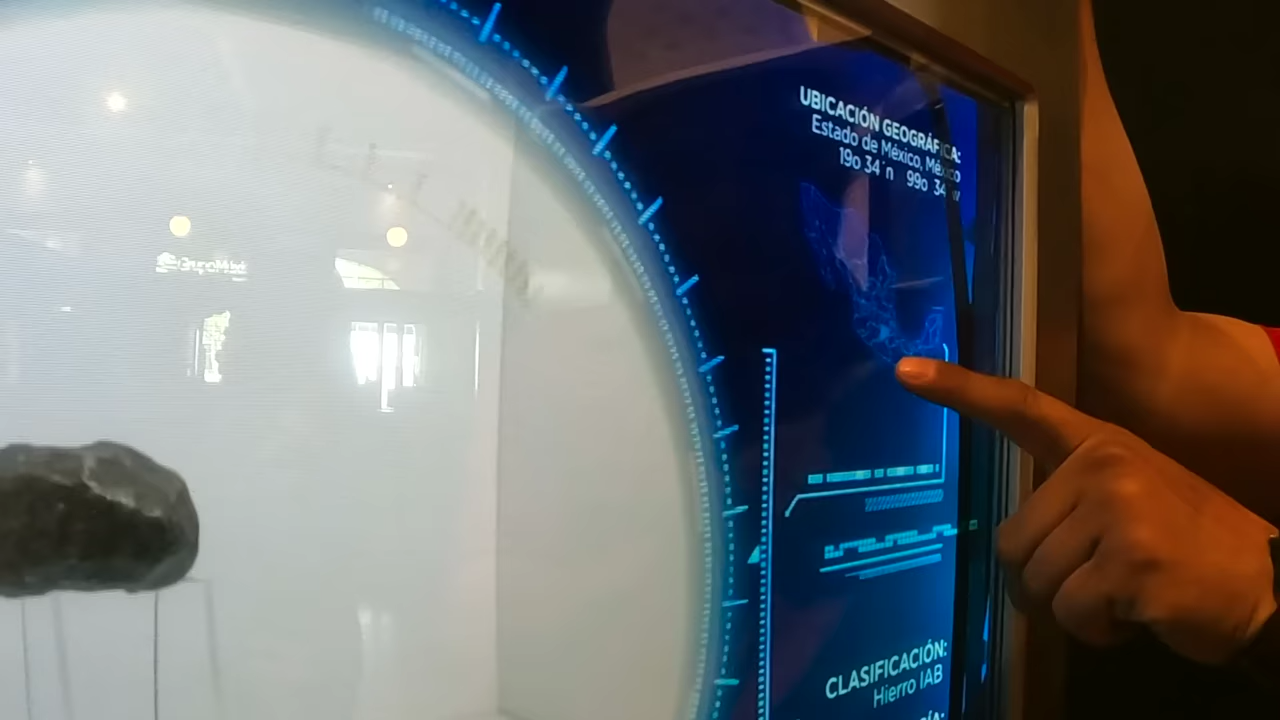 UBICACIÓN GEOGRÁFICA:
Estado de México, México
19o 34´n 99o 34´w
CLASIFICACIÓN:
Hierro IAB